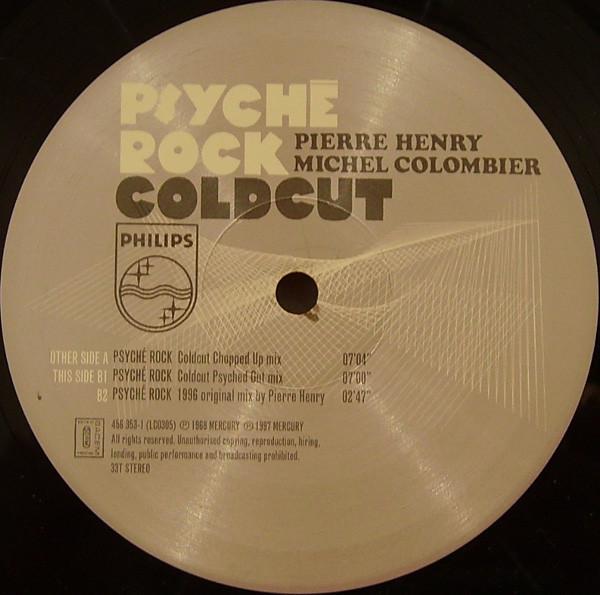 PSYCHĒ
ROCK PIERRE HENRY
MICHEL COLOMBIER
COLDCUT
PHILIPS
OTHER SIDE A PSYCHÉ ROCK Coldcut Chopped Up mix 07'04"
THIS SIDE B1 PSYCHÉ ROCK Coldcut Psyched Out mix 07'00"
B2 PSYCHÉ ROCK 1996 original mix by Pierre Henry 02'47"
456 353-1 (LC0305) ℗ 1968 MERCURY ℗ 1997 MERCURY
All rights reserved. Unauthorised copying, reproduction, hiring,
lending, public performance and broadcasting prohibited.
33T STEREO